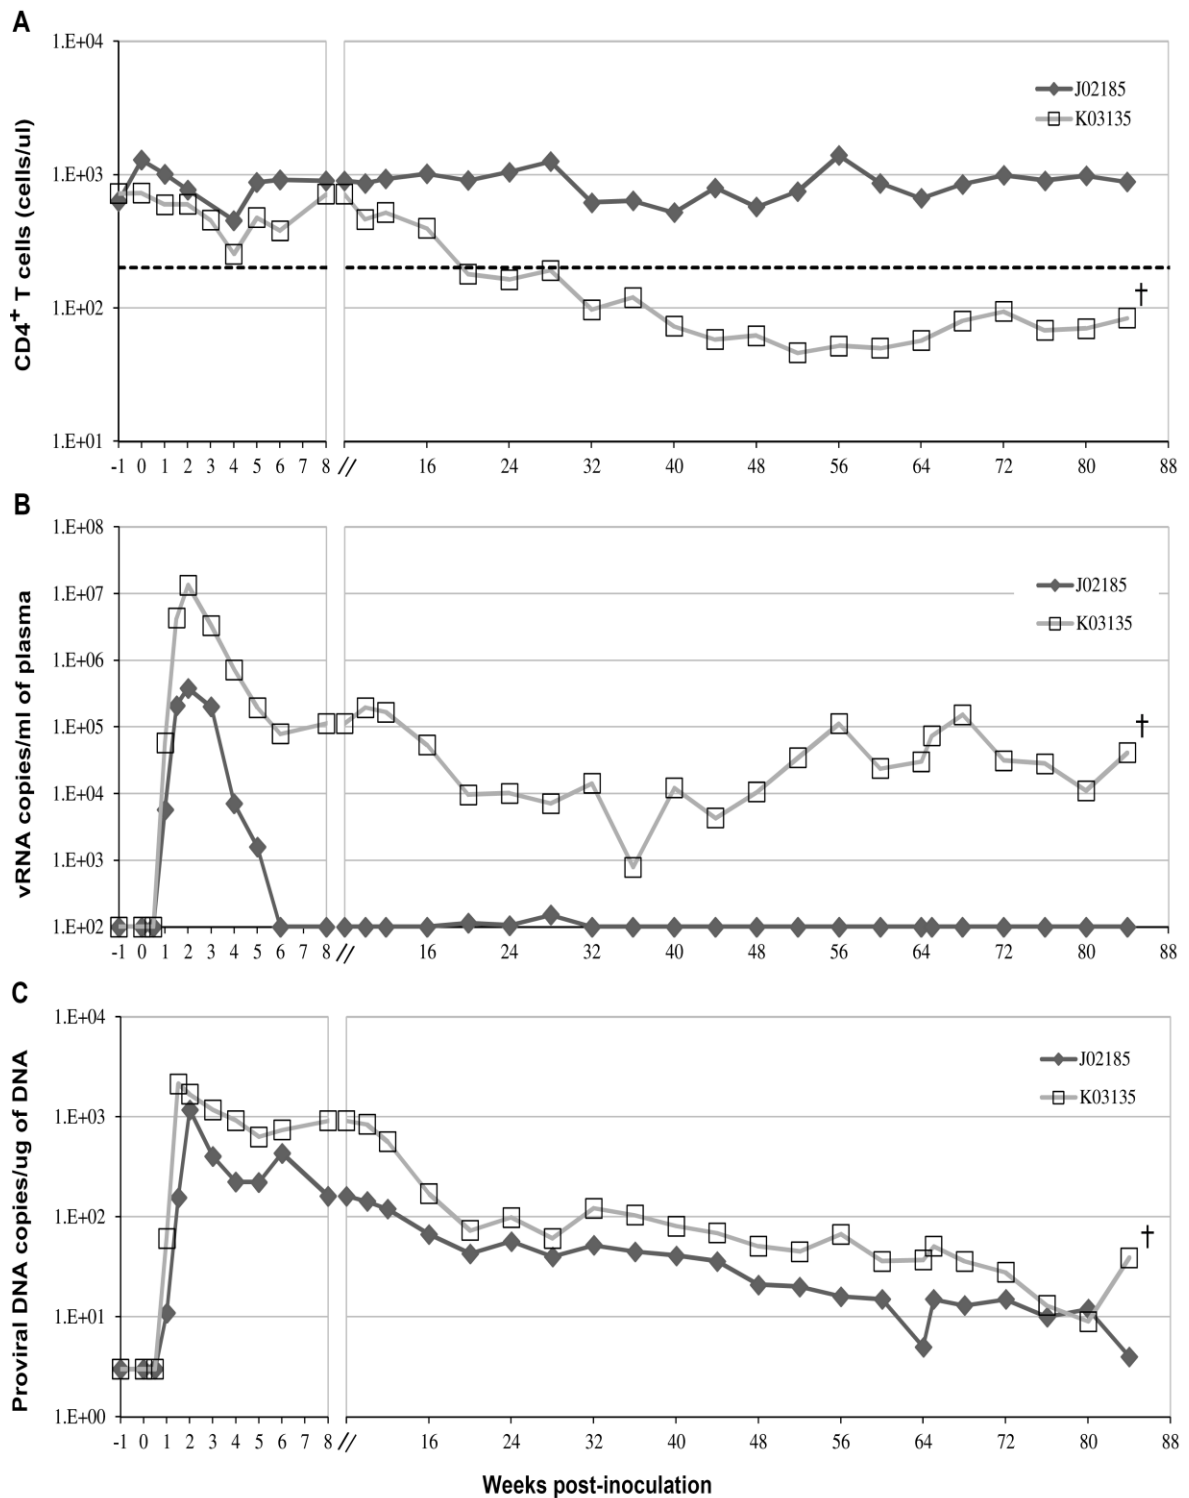 A
CD4+ T cells (cells/ul)
1.E+04
1.E+03
1.E+02
1.E+01
J02185
K03135
†
-1 0 1 2 3 4 5 6 7 8 // 16 24 32 40 48 56 64 72 80 88
B
vRNA copies/ml of plasma
1.E+08
1.E+07
1.E+06
1.E+05
1.E+04
1.E+03
1.E+02
J02185
K03135
†
-1 0 1 2 3 4 5 6 7 8 // 16 24 32 40 48 56 64 72 80 88
C
Proviral DNA copies/ug of DNA
1.E+04
1.E+03
1.E+02
1.E+01
1.E+00
J02185
K03135
†
-1 0 1 2 3 4 5 6 7 8 // 16 24 32 40 48 56 64 72 80 88
Weeks post-inoculation